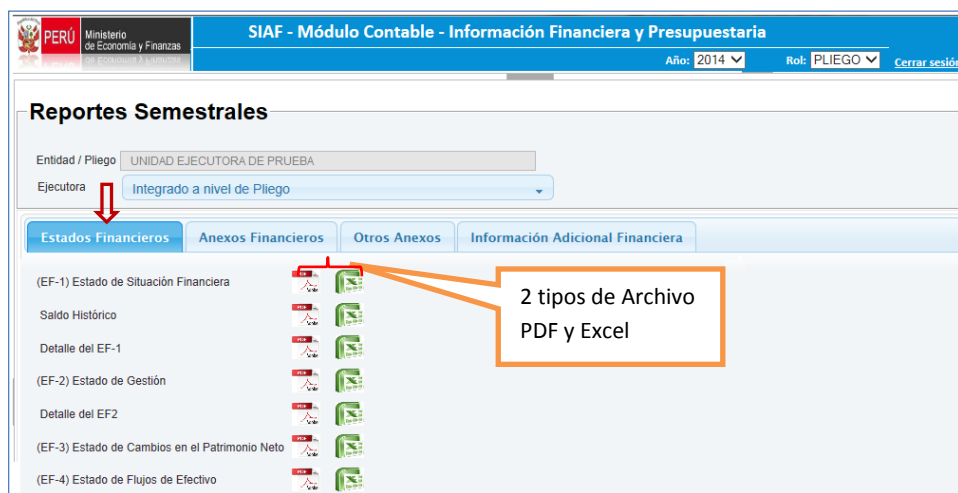 PERÚ Ministerio de Economía y Finanzas
SIAF - Módulo Contable - Información Financiera y Presupuestaria
Año: 2014 Rol: PLIEGO Cerrar sesión
Reportes Semestrales
Entidad / Pliego UNIDAD EJECUTORA DE PRUEBA
Ejecutora Integrado a nivel de Pliego
Estados Financieros Anexos Financieros Otros Anexos Información Adicional Financiera
(EF-1) Estado de Situación Financiera
2 tipos de Archivo
PDF y Excel
Saldo Histórico
Detalle del EF-1
(EF-2) Estado de Gestión
Detalle del EF2
(EF-3) Estado de Cambios en el Patrimonio Neto
(EF-4) Estado de Flujos de Efectivo